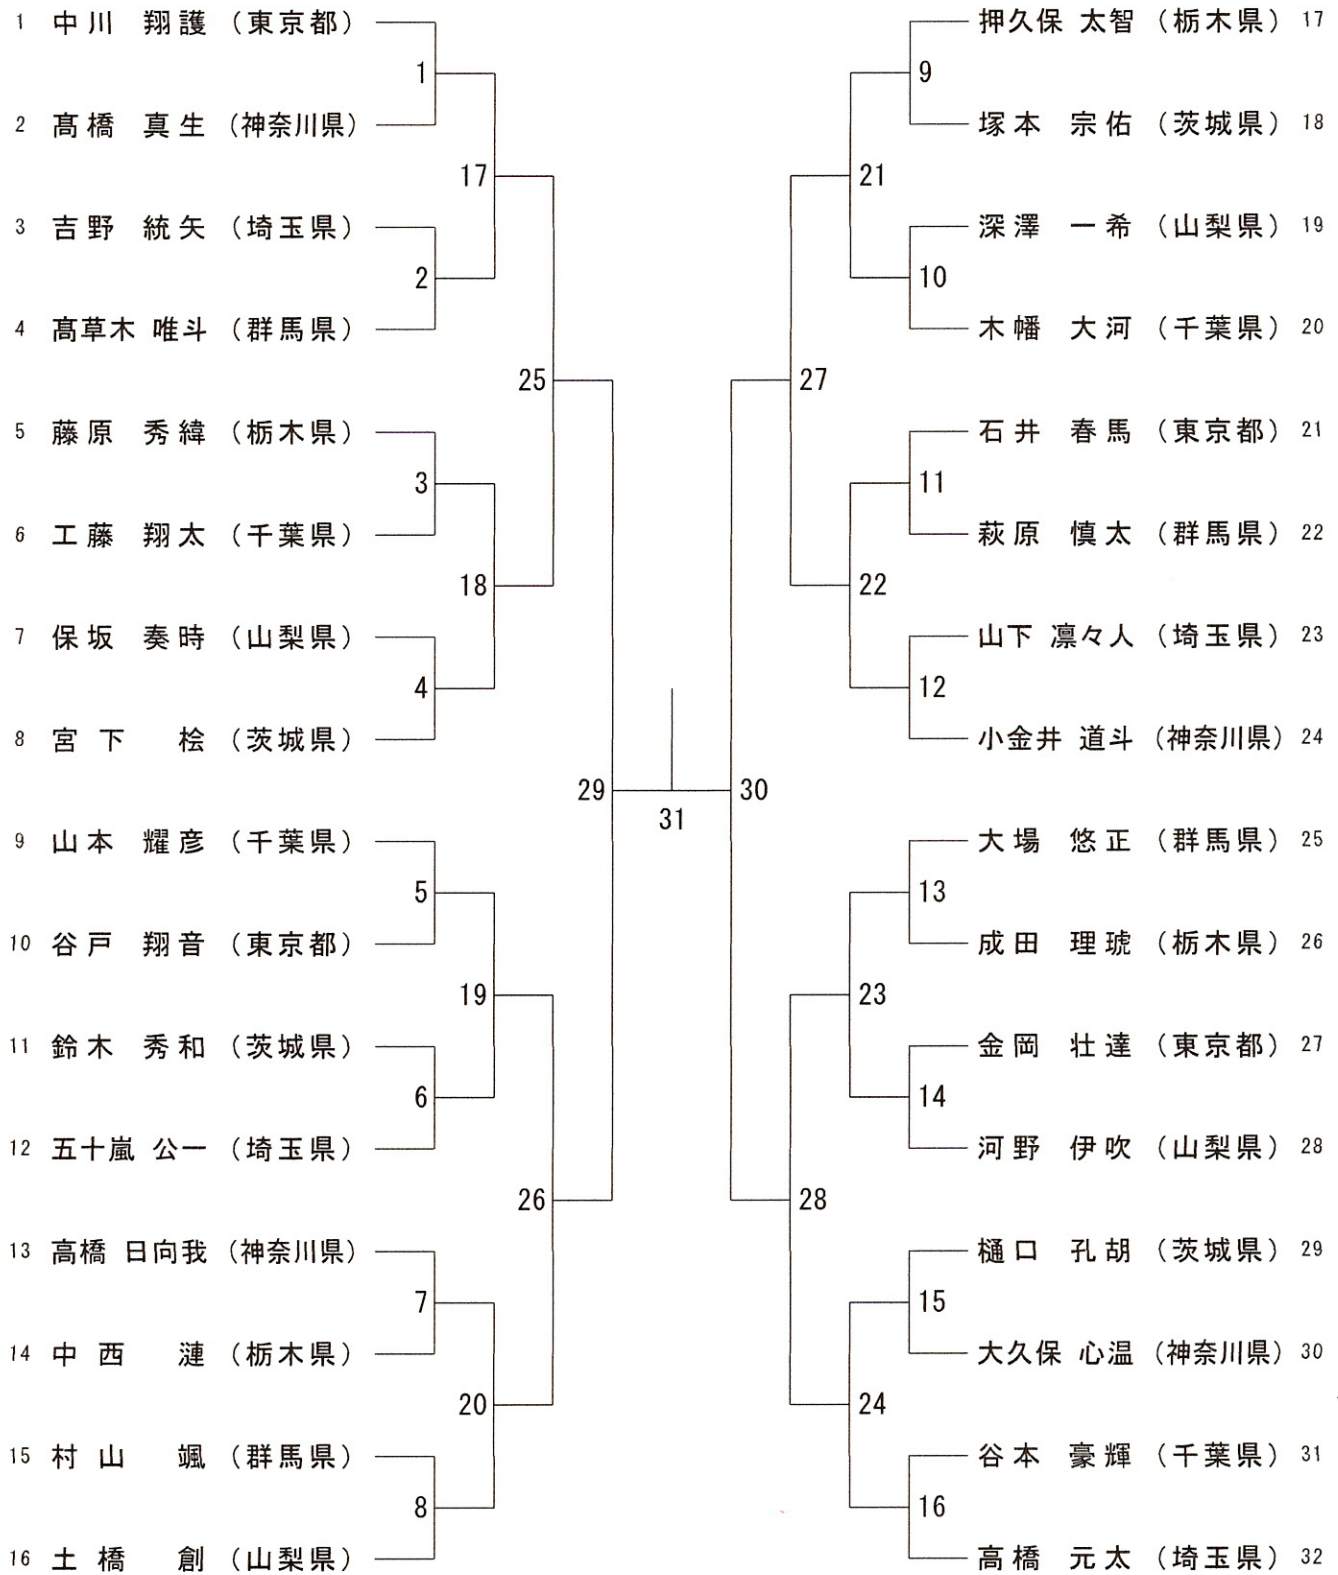 1 中川 翔護 (東京都)
1
2 髙橋 真生 (神奈川県)
17
3 吉野 統矢 (埼玉県)
2
4 髙草木 唯斗 (群馬県)
25
5 藤原 秀緯 (栃木県)
3
6 工藤 翔太 (千葉県)
18
7 保坂 奏時 (山梨県)
4
8 宮下 桧 (茨城県)
29
9 山本 耀彦 (千葉県)
5
10 谷戸 翔音 (東京都)
19
11 鈴木 秀和 (茨城県)
6
12 五十嵐 公一 (埼玉県)
26
13 高橋 日向我 (神奈川県)
7
14 中西 漣 (栃木県)
20
15 村山 颯 (群馬県)
8
16 土橋 創 (山梨県)
31
押久保 太智 (栃木県) 17
9
塚本 宗佑 (茨城県) 18
21
深澤 一希 (山梨県) 19
10
木幡 大河 (千葉県) 20
27
石井 春馬 (東京都) 21
11
萩原 慎太 (群馬県) 22
22
山下 凛々人 (埼玉県) 23
12
小金井 道斗 (神奈川県) 24
30
大場 悠正 (群馬県) 25
13
成田 理琥 (栃木県) 26
23
金岡 壮達 (東京都) 27
14
河野 伊吹 (山梨県) 28
28
樋口 孔胡 (茨城県) 29
15
大久保 心温 (神奈川県) 30
24
谷本 豪輝 (千葉県) 31
16
高橋 元太 (埼玉県) 32